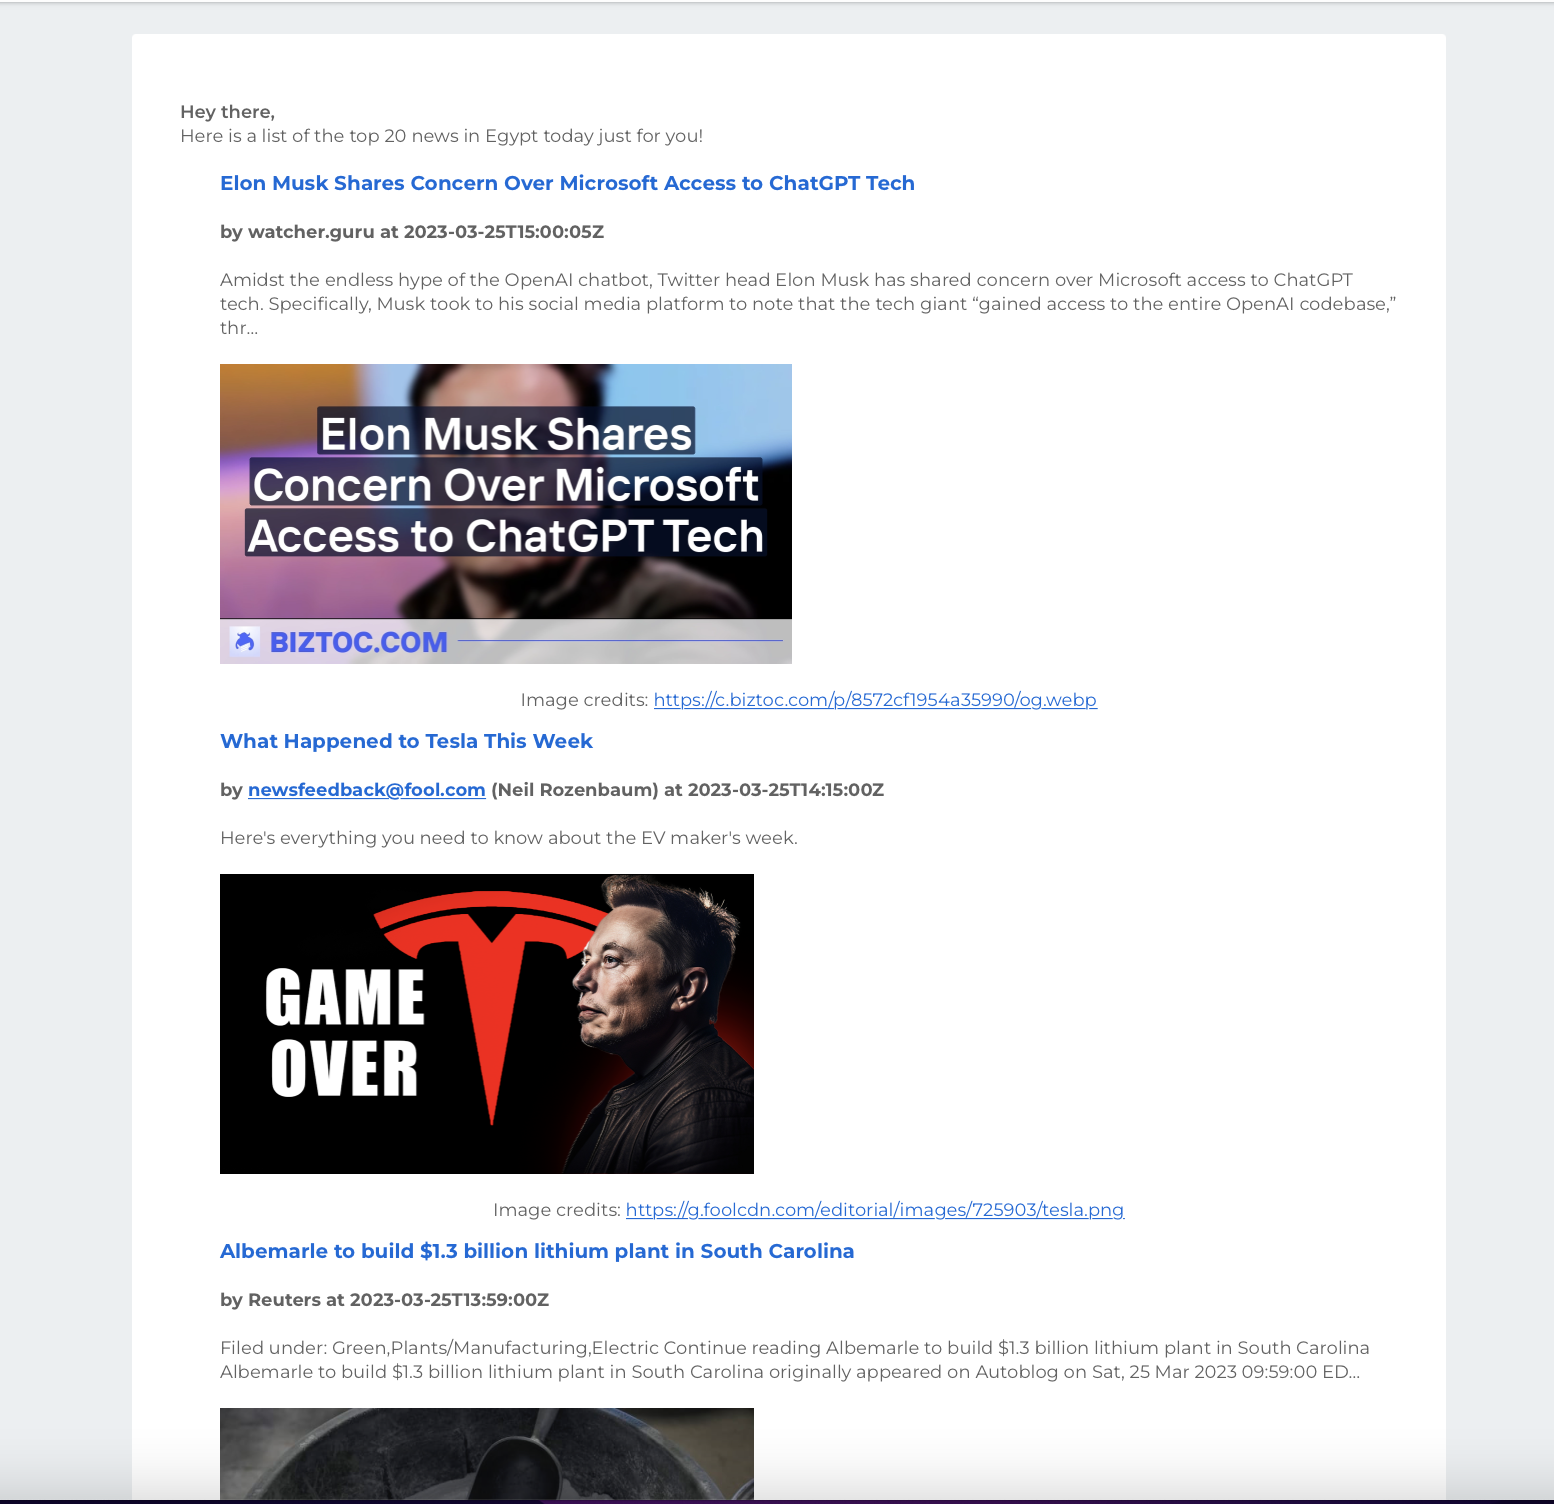 Hey there,
Here is a list of the top 20 news in Egypt today just for you!
Elon Musk Shares Concern Over Microsoft Access to ChatGPT Tech
by watcher.guru at 2023-03-25T15:00:05Z
Amidst the endless hype of the OpenAI chatbot, Twitter head Elon Musk has shared concern over Microsoft access to ChatGPT
tech. Specifically, Musk took to his social media platform to note that the tech giant “gained access to the entire OpenAI codebase,”
thr...
Elon Musk Shares
Concern Over Microsoft
Access to ChatGPT Tech
BIZTOC.COM
Image credits: https://c.biztoc.com/p/8572cf1954a35990/og.webp
What Happened to Tesla This Week
by newsfeedback@fool.com (Neil Rozenbaum) at 2023-03-25T14:15:00Z
Here's everything you need to know about the EV maker's week.
GAME
OVER
Image credits: https://g.foolcdn.com/editorial/images/725903/tesla.png
Albemarle to build $1.3 billion lithium plant in South Carolina
by Reuters at 2023-03-25T13:59:00Z
Filed under: Green,Plants/Manufacturing,Electric Continue reading Albemarle to build $1.3 billion lithium plant in South Carolina
Albemarle to build $1.3 billion lithium plant in South Carolina originally appeared on Autoblog on Sat, 25 Mar 2023 09:59:00 ED...